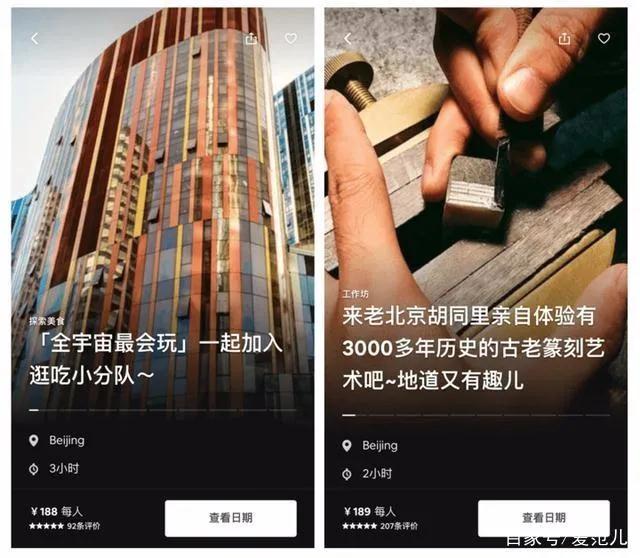 探索美食
「全宇宙最会玩」一起加入
逛吃小分队～
Beijing
3小时
￥188 每人
★★★★★ 92条评价
查看日期
工作坊
来老北京胡同里亲自体验有
3000多年历史的古老篆刻艺
术吧~地道又有趣儿
Beijing
2小时
￥189 每人
★★★★★ 207条评价
查看日期
百家号/爱范儿